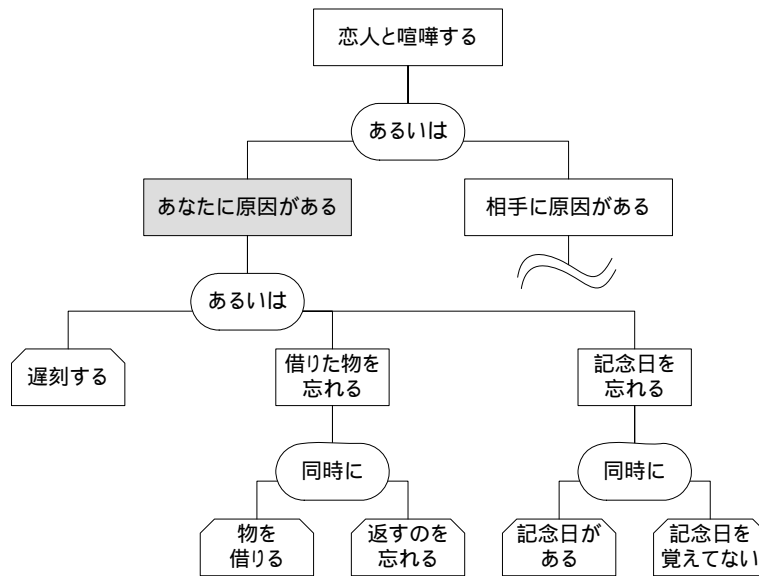 恋人と喧嘩する
あるいは
あなたに原因がある
相手に原因がある
あるいは
遅刻する
借りた物を
忘れる
記念日を
忘れる
同時に
同時に
物を
借りる
返すのを
忘れる
記念日が
ある
記念日を
覚えてない